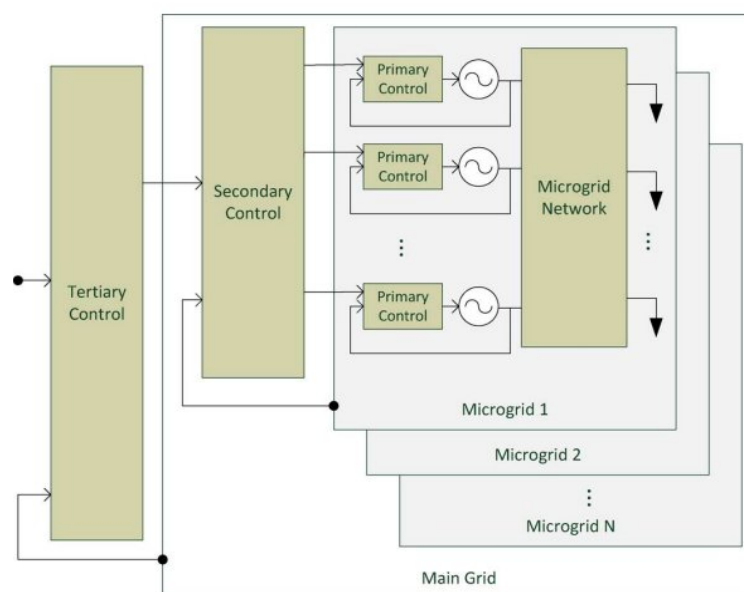 Primary
Control
Primary
Control
Secondary
Control
Microgrid
Network
Tertiary
Control
Primary
Control
Microgrid 1
Microgrid 2
Microgrid N
Main Grid